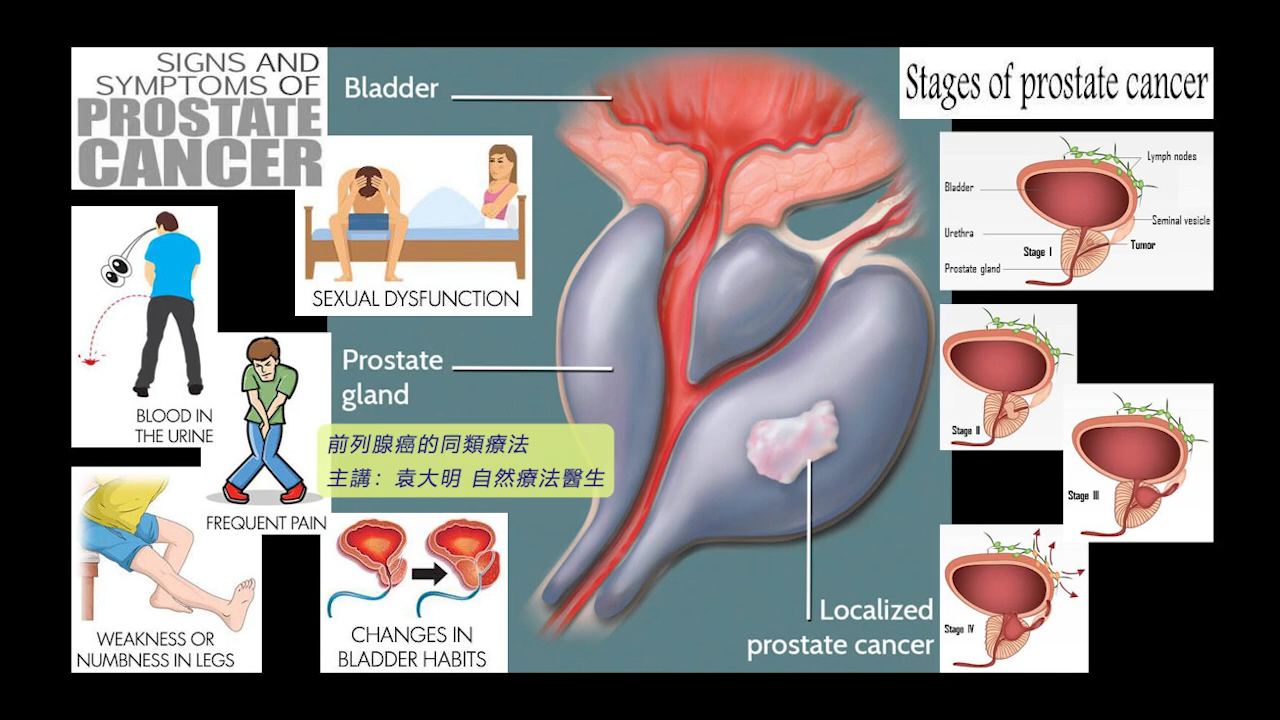 SIGNS AND
SYMPTOMS OF
PROSTATE
CANCER
SEXUAL DYSFUNCTION
BLOOD IN
THE URINE
FREQUENT PAIN
WEAKNESS OR
NUMBNESS IN LEGS
CHANGES IN
BLADDER HABITS
Bladder
Prostate
gland
前列腺癌的同類療法
主講：袁大明 自然療法醫生
Localized
prostate cancer
Stages of prostate cancer
Lymph nodes
Bladder
Seminal vesicle
Urethra
Tumor
Stage I
Prostate gland
Stage II
Stage III
Stage IV